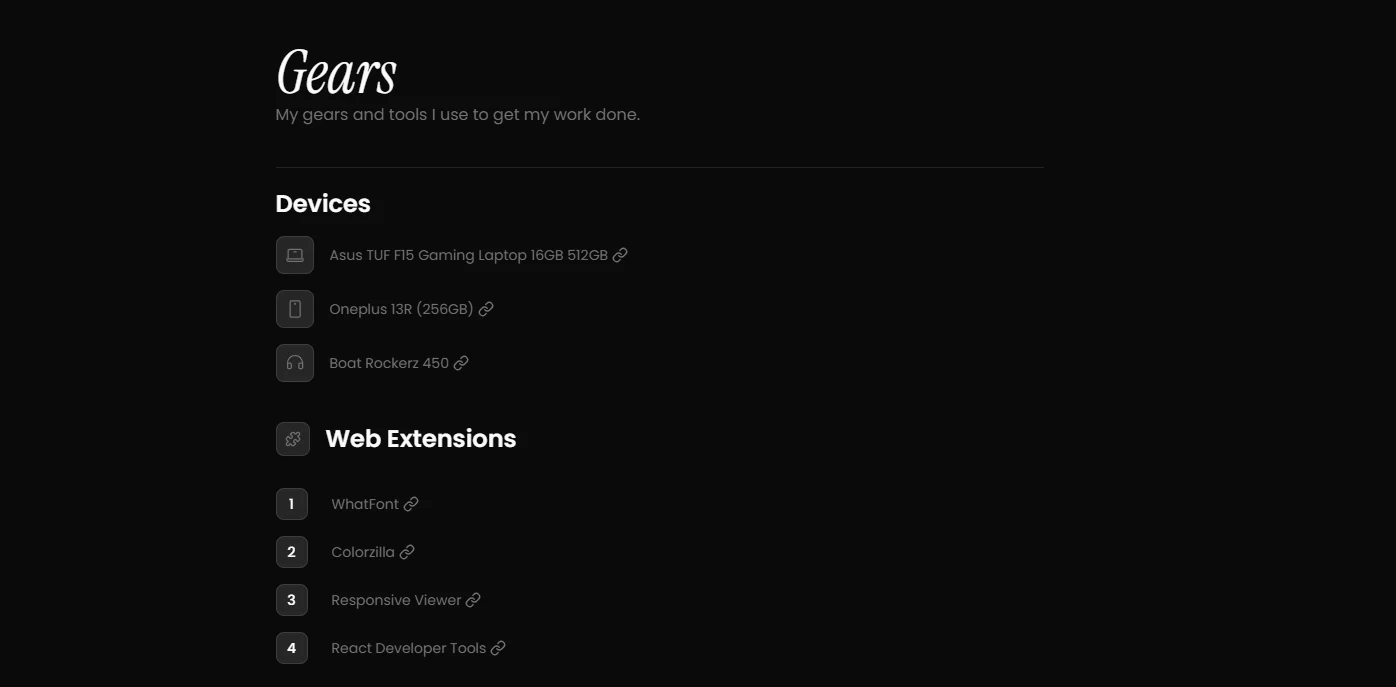 Gears
My gears and tools I use to get my work done.
Devices
Asus TUF F15 Gaming Laptop 16GB 512GB
Oneplus 13R (256GB)
Boat Rockerz 450
Web Extensions
1 WhatFont
2 Colorzilla
3 Responsive Viewer
4 React Developer Tools